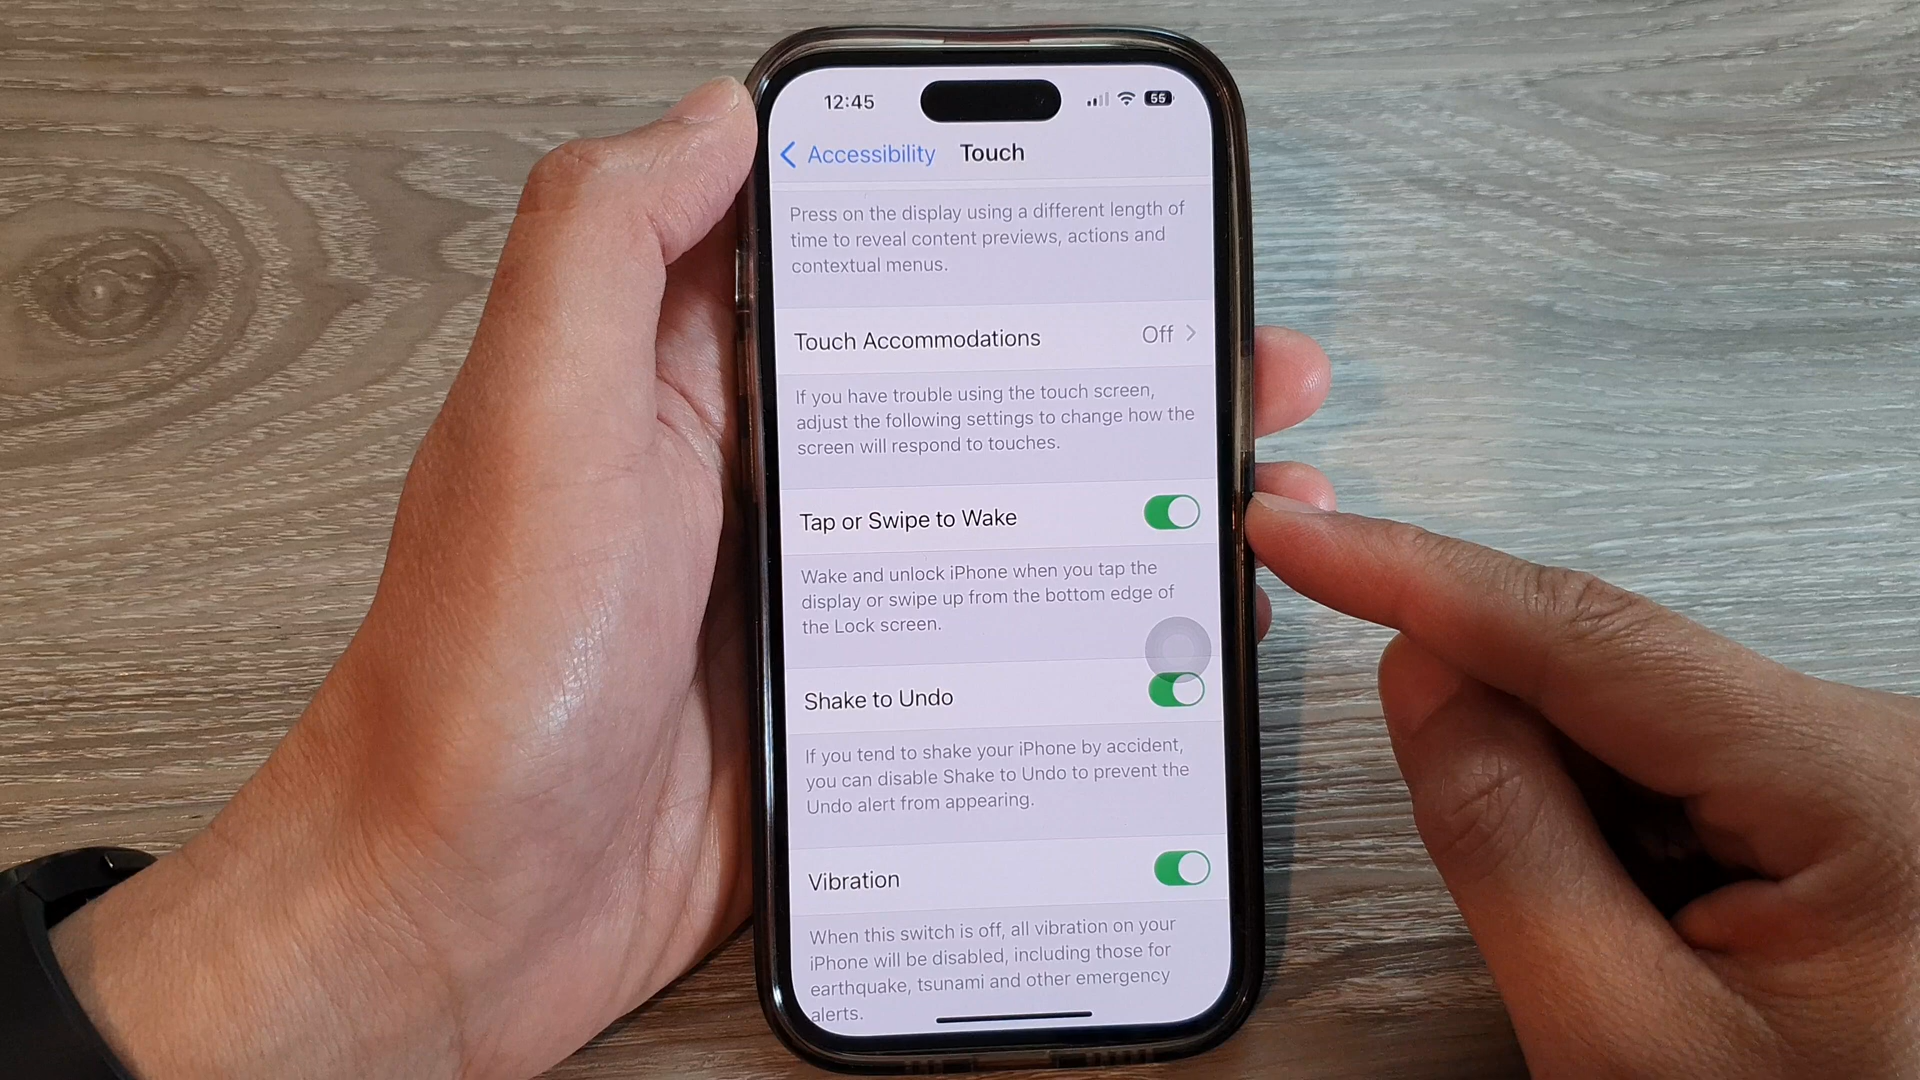 12:45
55
Accessibility Touch
Press on the display using a different length of
time to reveal content previews, actions and
contextual menus.
Touch Accommodations Off
If you have trouble using the touch screen,
adjust the following settings to change how the
screen will respond to touches.
Tap or Swipe to Wake
Wake and unlock iPhone when you tap the
display or swipe up from the bottom edge of
the Lock screen.
Shake to Undo
If you tend to shake your iPhone by accident,
you can disable Shake to Undo to prevent the
Undo alert from appearing.
Vibration
When this switch is off, all vibration on your
iPhone will be disabled, including those for
earthquake, tsunami and other emergency
alerts.